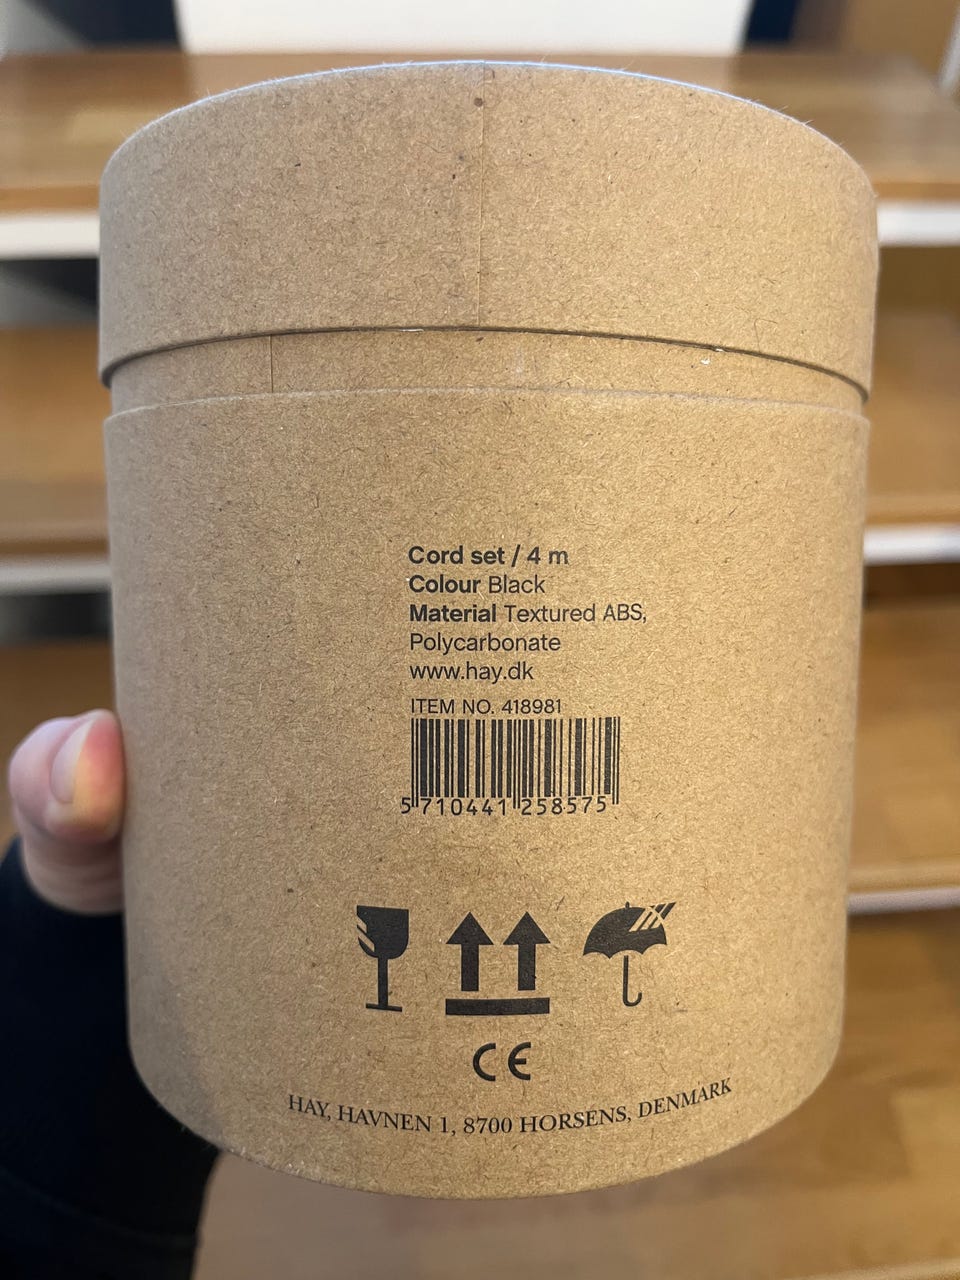 Cord set / 4 m
Colour Black
Material Textured ABS,
Polycarbonate
www.hay.dk
ITEM NO. 418981
5 710441 258575
CE
HAY, HAVNEN 1, 8700 HORSENS, DENMARK